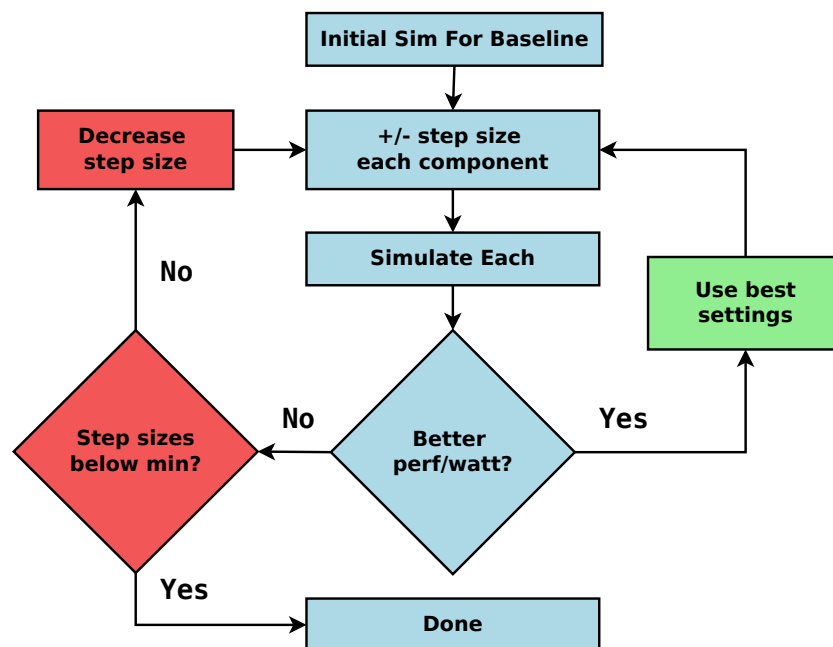 Initial Sim For Baseline
Decrease
step size
+/- step size
each component
Simulate Each
Use best
settings
No
Step sizes
below min?
No
Better
perf/watt?
Yes
Yes
Done